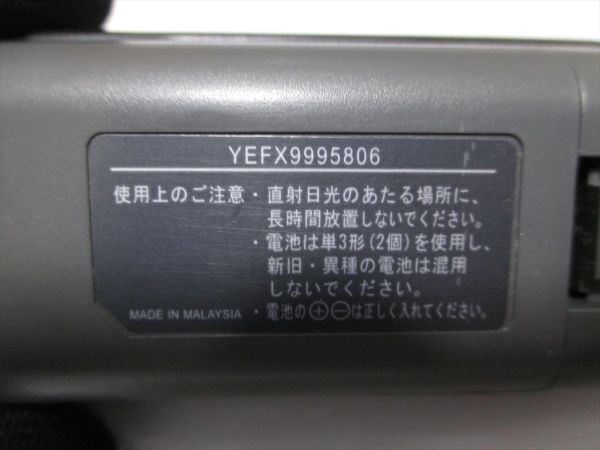 YEFX9995806
使用上のご注意・直射日光のあたる場所に、
長時間放置しないでください。
・電池は単3形(2個)を使用し、
新旧・異種の電池は混用
しないでください。
MADE IN MALAYSIA ・電池の⊕⊖は正しく入れてください。